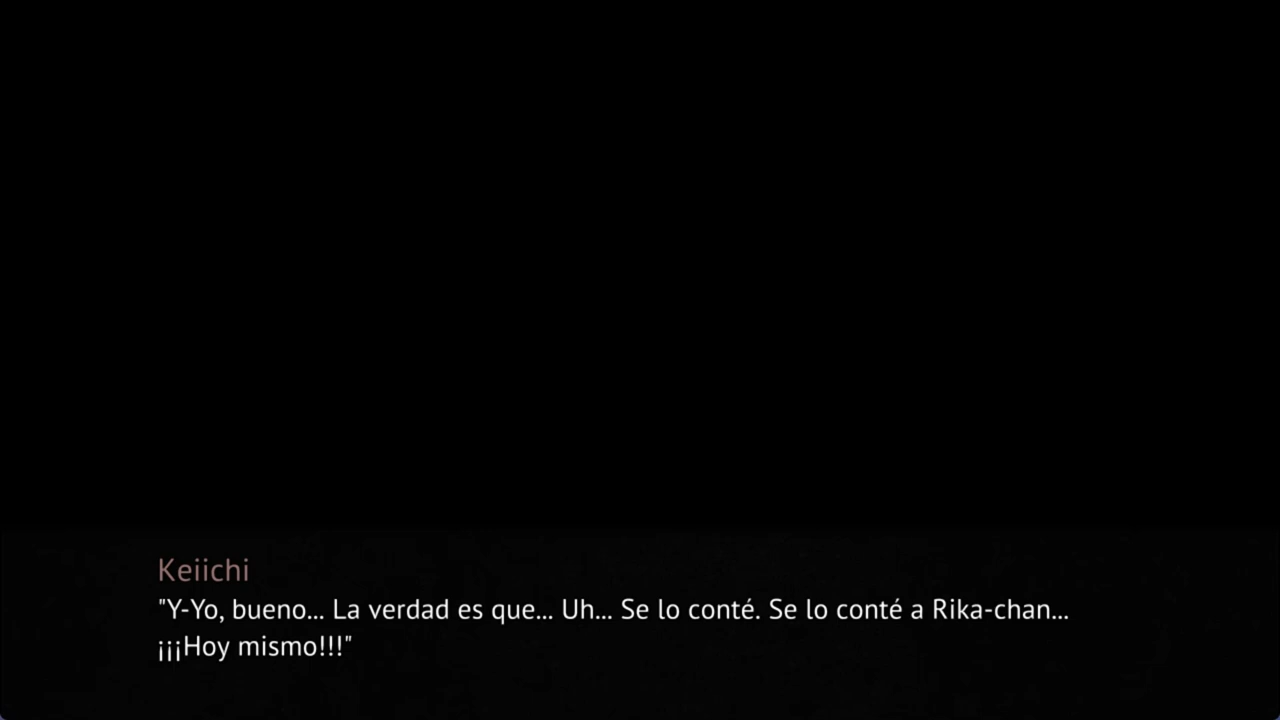 Keiichi
"Y-Yo, bueno... La verdad es que... Uh... Se lo conté. Se lo conté a Rika-chan...
¡¡¡Hoy mismo!!!"